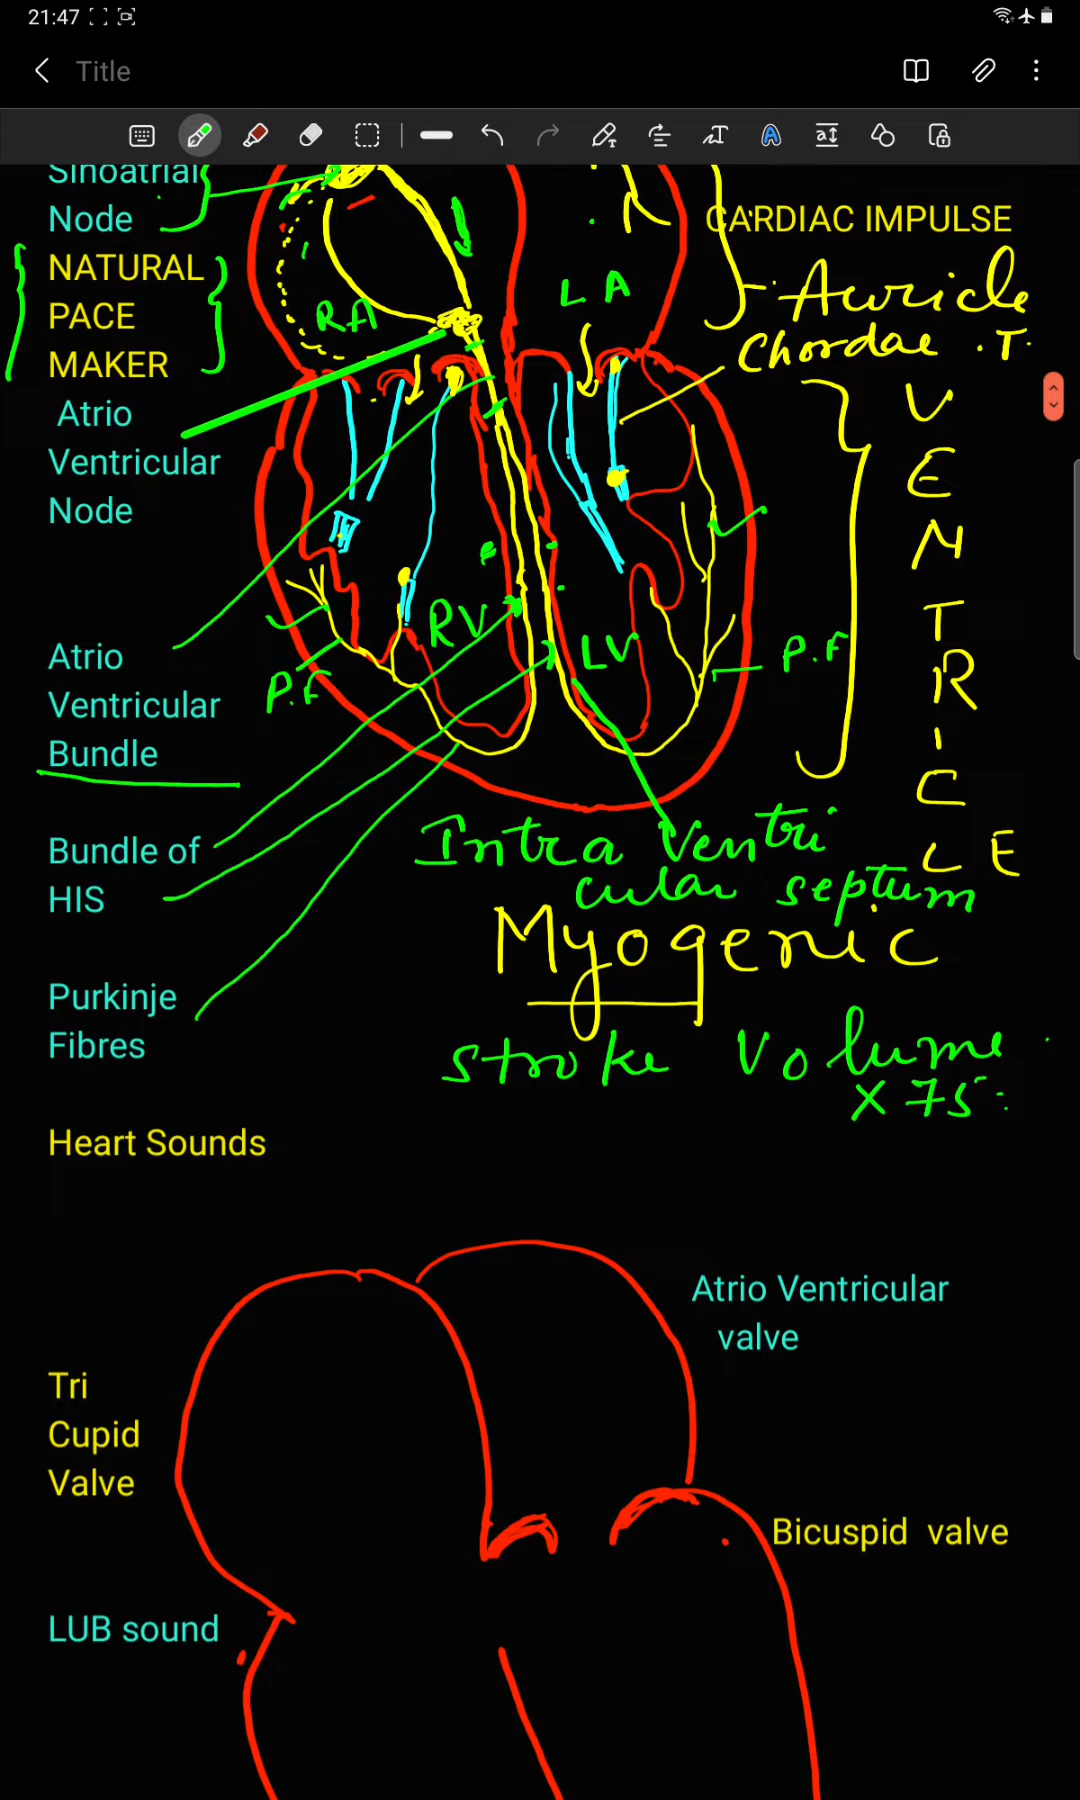 21:47
Title
Sinoatrial
Node
NATURAL
PACE
MAKER
Atrio
Ventricular
Node
Atrio
Ventricular
Bundle
Bundle of
HIS
Purkinje
Fibres
CARDIAC IMPULSE
Auricle
Chordae .T.
RA
LA
RV
LV
P.F
P.F
V
E
N
T
R
I
C
L E
Intra Ventri
cular septum
Myogenic
stroke Volume
X 75
Heart Sounds
Atrio Ventricular
valve
Tri
Cupid
Valve
Bicuspid valve
LUB sound